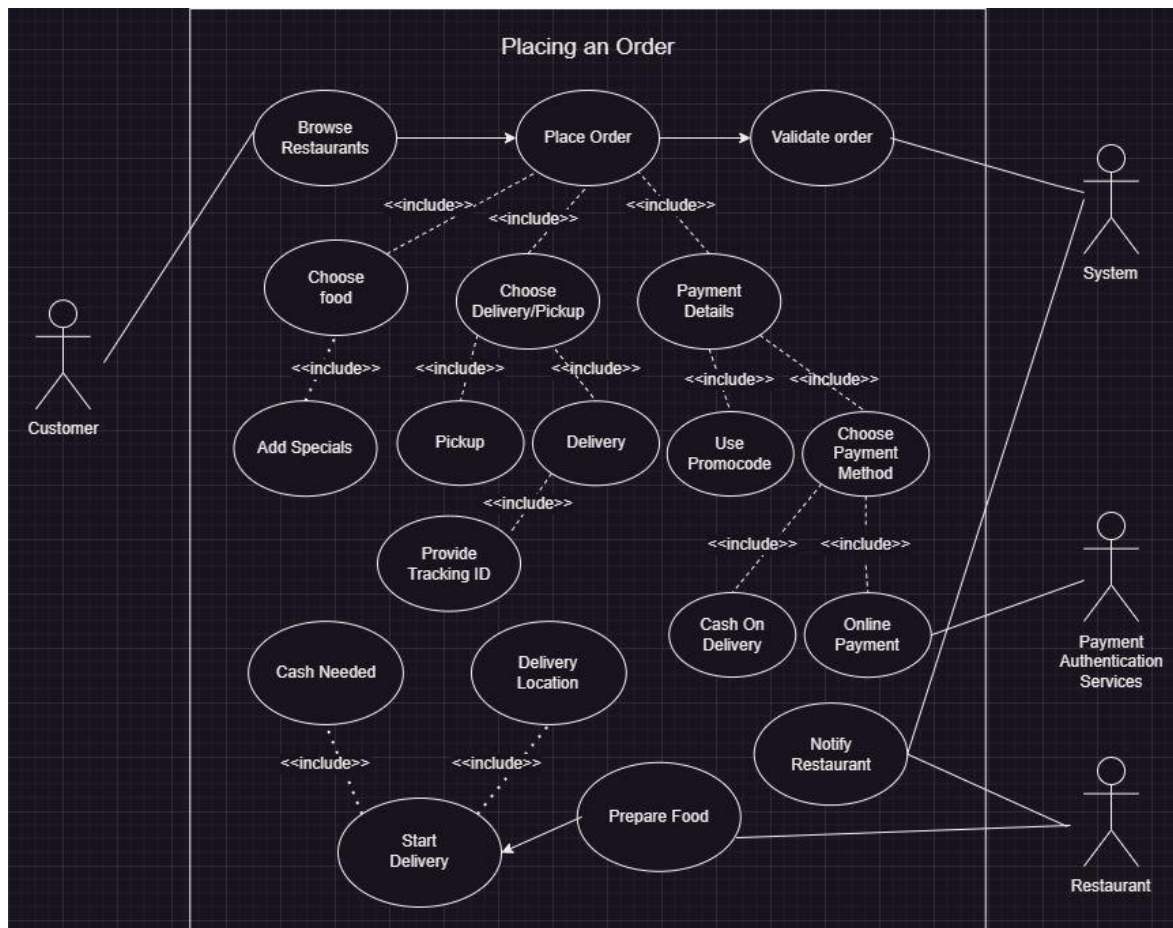 Placing an Order
Browse
Restaurants
Place Order
Validate order
<<include>>
<<include>>
<<include>>
System
Choose
food
Choose
Delivery/Pickup
Payment
Details
Customer
<<include>>
<<include>>
<<include>>
<<include>>
<<include>>
Add Specials
Pickup
Delivery
Use
Promocode
Choose
Payment
Method
<<include>>
<<include>>
<<include>>
Provide
Tracking ID
Cash On
Delivery
Online
Payment
Payment
Authentication
Services
Cash Needed
Delivery
Location
Notify
Restaurant
<<include>>
<<include>>
Prepare Food
Start
Delivery
Restaurant